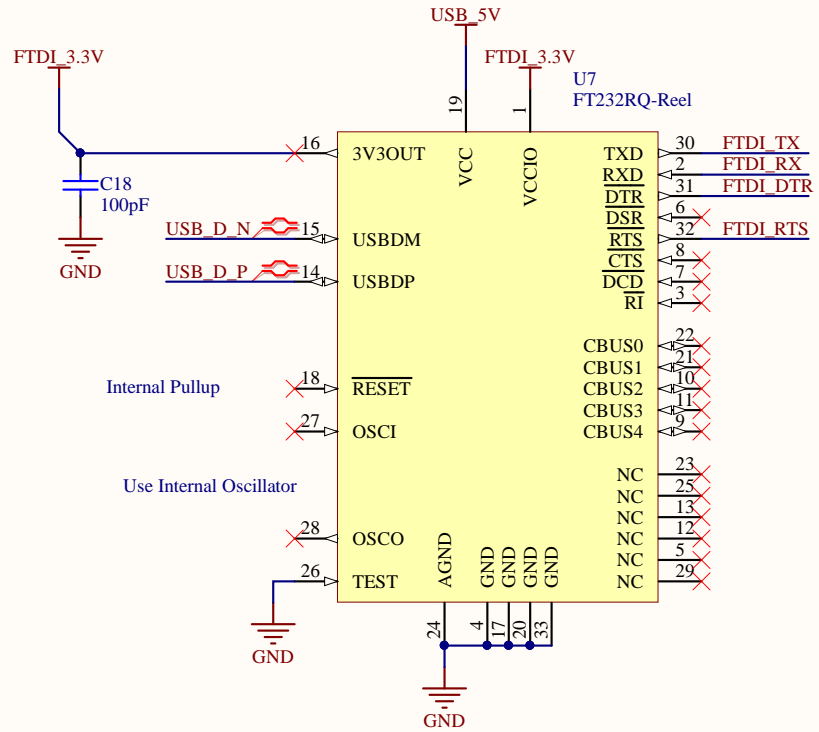 USB_5V
FTDI_3.3V
FTDI_3.3V
U7
FT232RQ-Reel
19
1
16
3V3OUT
VCC
VCCIO
TXD
30
FTDI_TX
RXD
2
FTDI_RX
DTR
31
FTDI_DTR
DSR
6
RTS
32
FTDI_RTS
CTS
8
DCD
7
RI
3
C18
100pF
GND
USB_D_N
15
USBDM
USB_D_P
14
USBDP
CBUS0
22
CBUS1
21
CBUS2
10
CBUS3
11
CBUS4
9
Internal Pullup
18
RESET
27
OSCI
Use Internal Oscillator
NC
23
NC
25
NC
13
NC
12
NC
5
NC
29
28
OSCO
26
TEST
AGND
GND
GND
GND
GND
24
4
17
20
33
GND
GND